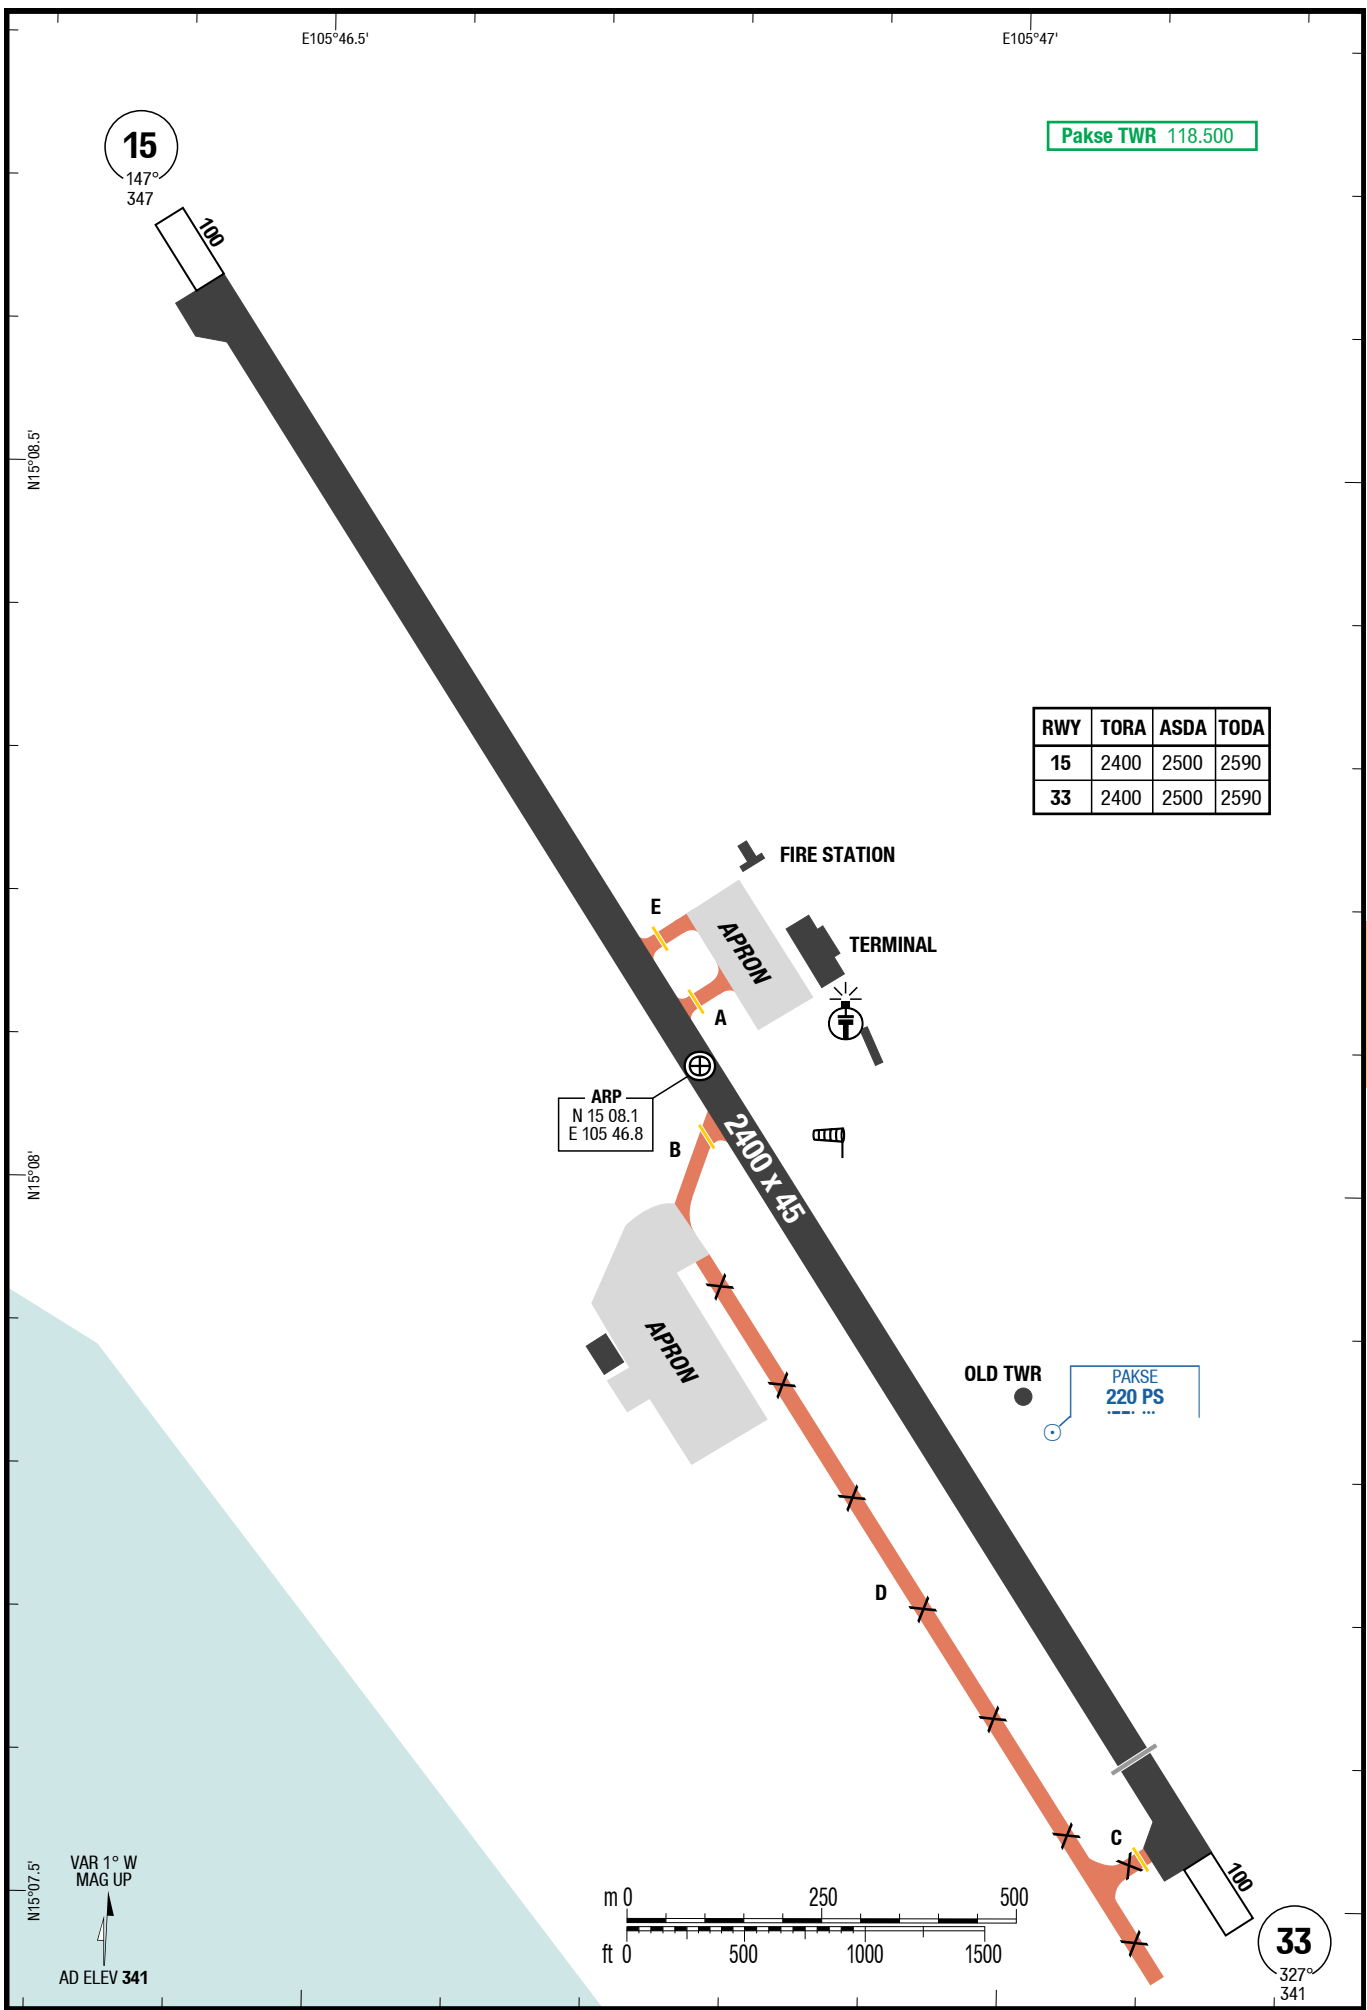 E105°46.5'
E105°47'
15
147°
347
100
Pakse TWR 118.500
N15°08.5'
RWY TORA ASDA TODA
15 2400 2500 2590
33 2400 2500 2590
FIRE STATION
E
APRON
TERMINAL
A
ARP
N 15 08.1
E 105 46.8
B
2400 x 45
N15°08'
APRON
OLD TWR
PAKSE
220 PS
D
C
100
VAR 1° W
MAG UP
N15°07.5'
AD ELEV 341
m 0 250 500
ft 0 500 1000 1500
33
327°
341